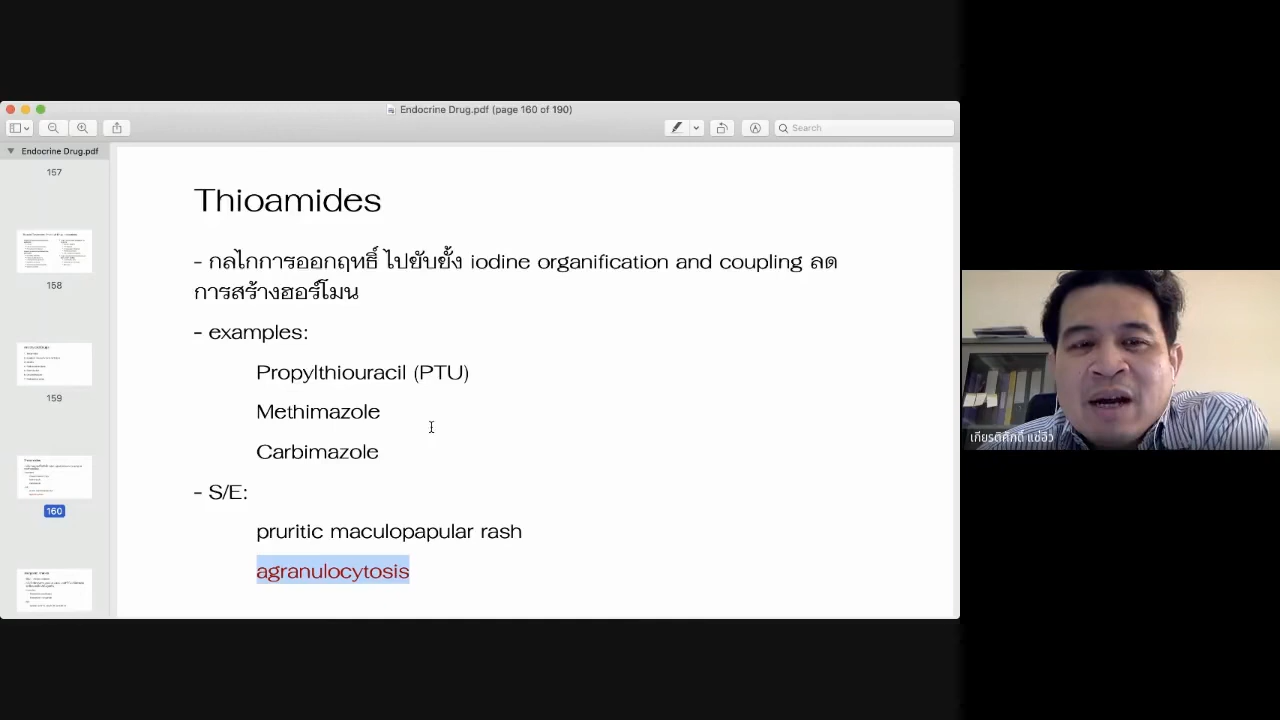 Endocrine Drug.pdf (page 160 of 190)
Search
Endocrine Drug.pdf
157
158
159
160
Thioamides
- กลไกการออกฤทธิ์ ไปยับยั้ง iodine organification and coupling ลด
การสร้างฮอร์โมน
- examples:
Propylthiouracil (PTU)
Methimazole
Carbimazole
- S/E:
pruritic maculopapular rash
agranulocytosis
เกียรติศักดิ์ แซ่ฮิว